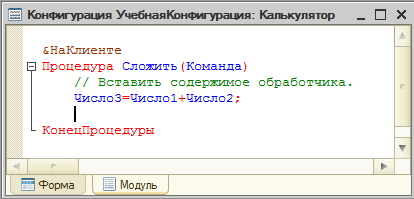 Конфигурация УчебнаяКонфигурация: Калькулятор
&НаКлиенте
Процедура Сложить(Команда)
// Вставить содержимое обработчика.
Число3=Число1+Число2;
КонецПроцедуры
Форма
Модуль